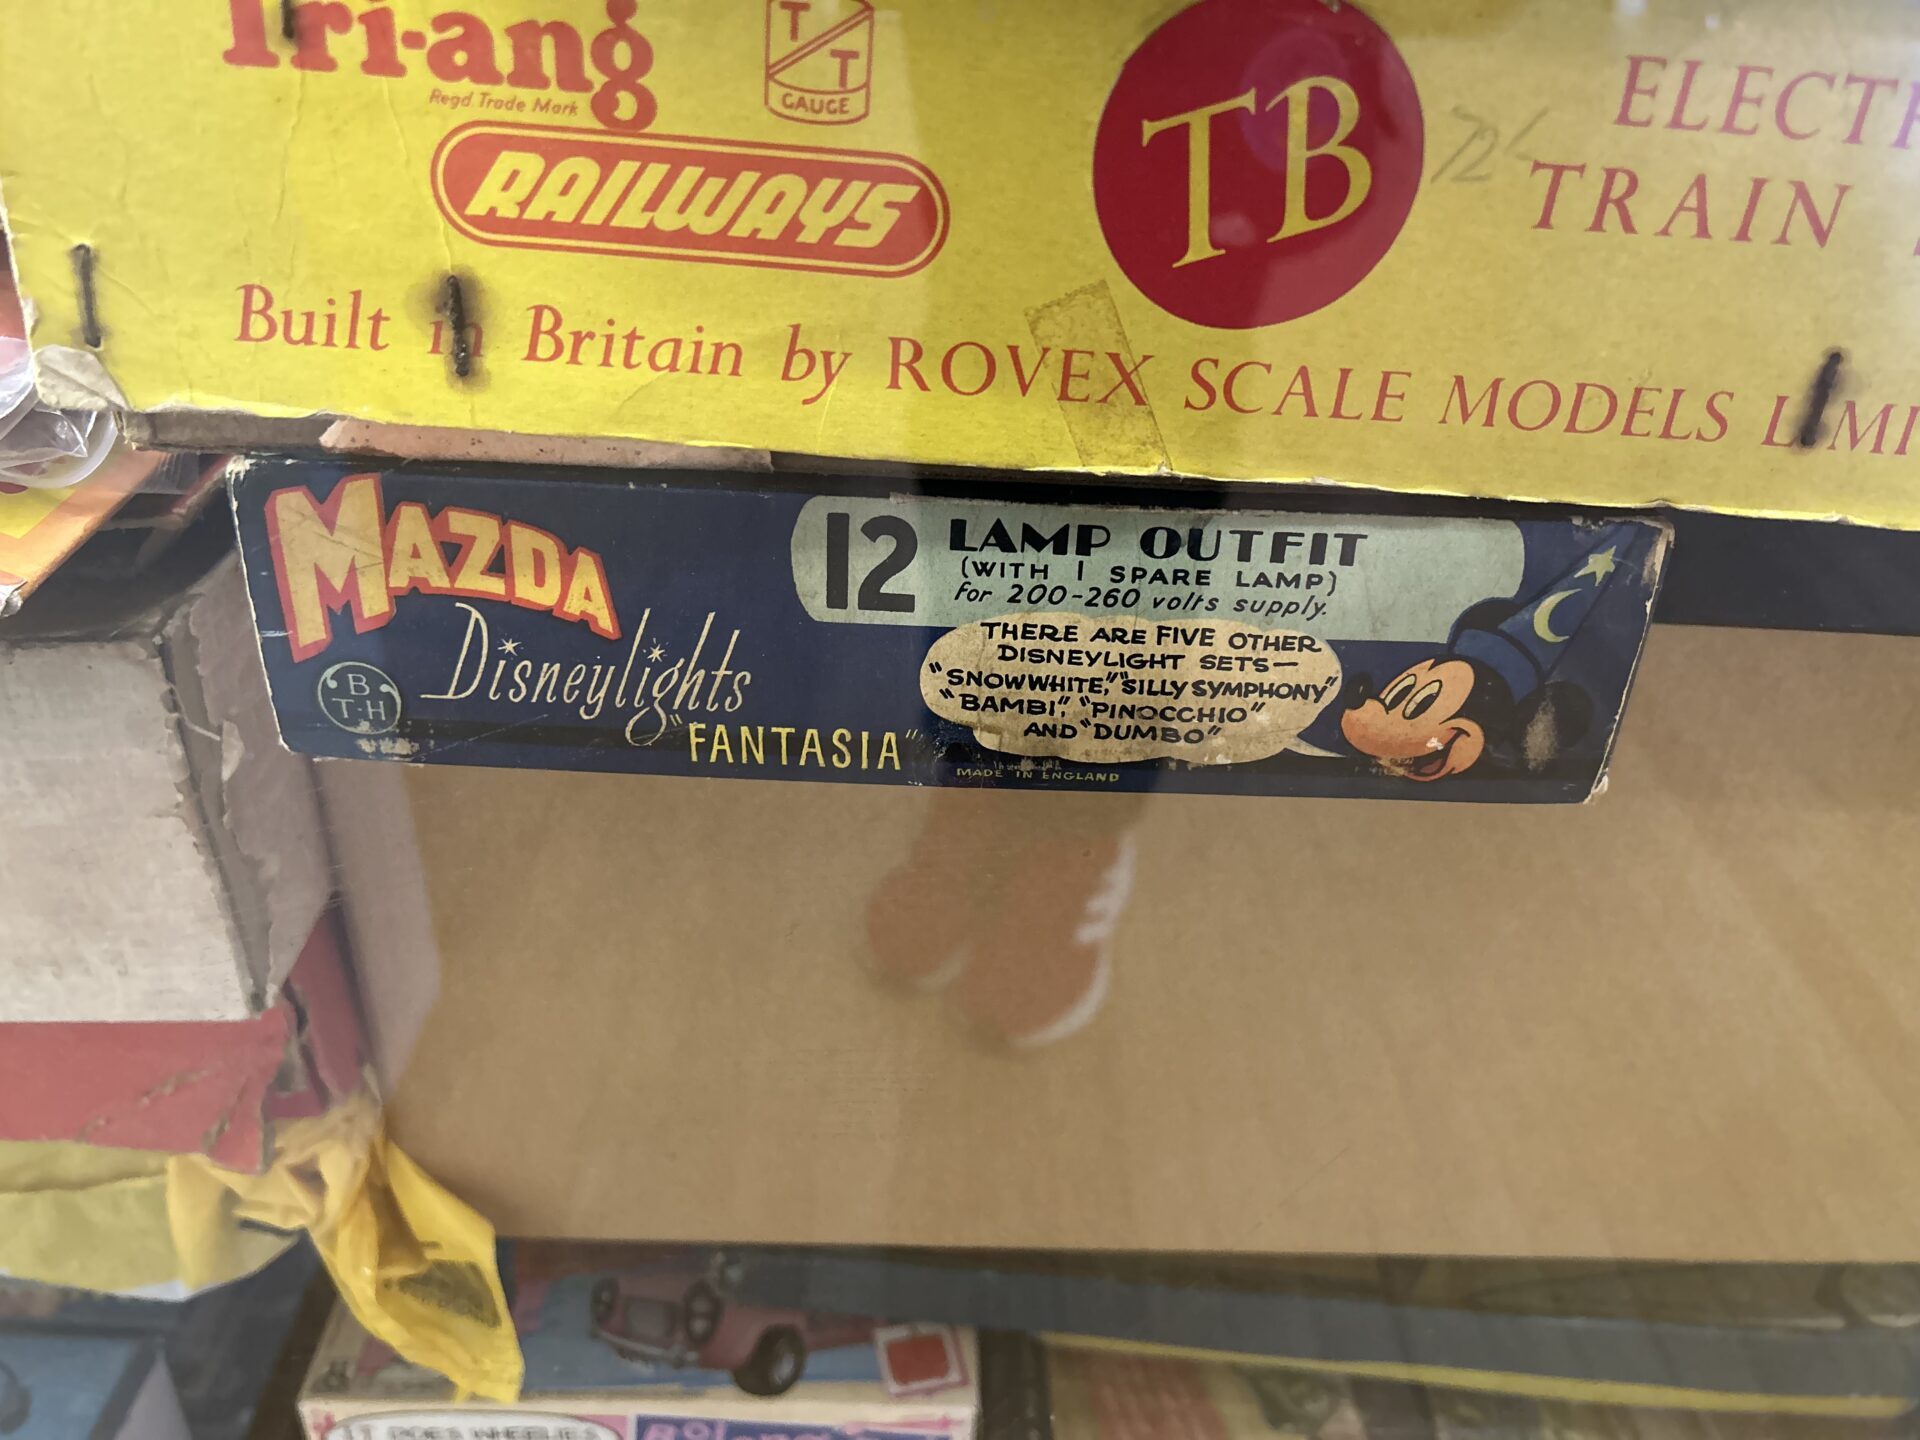 Tri-ang
Regd. Trade Mark
TT
GAUGE
RAILWAYS
TB
72/-
TRAIN
Built in Britain by ROVEX SCALE MODELS
MAZDA
Disneylights
"FANTASIA"
B
T·H
12 LAMP OUTFIT
(WITH 1 SPARE LAMP)
for 200-260 volts supply.
THERE ARE FIVE OTHER
DISNEYLIGHT SETS—
"SNOWWHITE," "SILLY SYMPHONY"
"BAMBI", "PINOCCHIO"
AND "DUMBO"
MADE IN ENGLAND